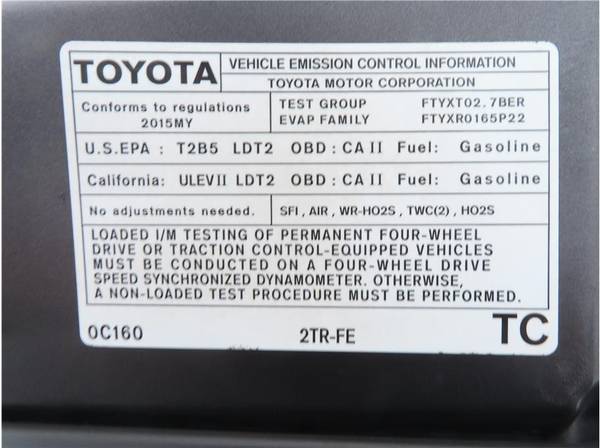 TOYOTA VEHICLE EMISSION CONTROL INFORMATION
TOYOTA MOTOR CORPORATION
Conforms to regulations TEST GROUP FTYXT02.7BER
2015MY EVAP FAMILY FTYXR0165P22
U.S.EPA : T2B5 LDT2 OBD : CA II Fuel: Gasoline
California: ULEVII LDT2 OBD : CA II Fuel: Gasoline
No adjustments needed. SFI , AIR , WR-HO2S , TWC(2) , HO2S
LOADED I/M TESTING OF PERMANENT FOUR-WHEEL
DRIVE OR TRACTION CONTROL-EQUIPPED VEHICLES
MUST BE CONDUCTED ON A FOUR-WHEEL DRIVE
SPEED SYNCHRONIZED DYNAMOMETER. OTHERWISE,
A NON-LOADED TEST PROCEDURE MUST BE PERFORMED.
0C160 2TR-FE TC